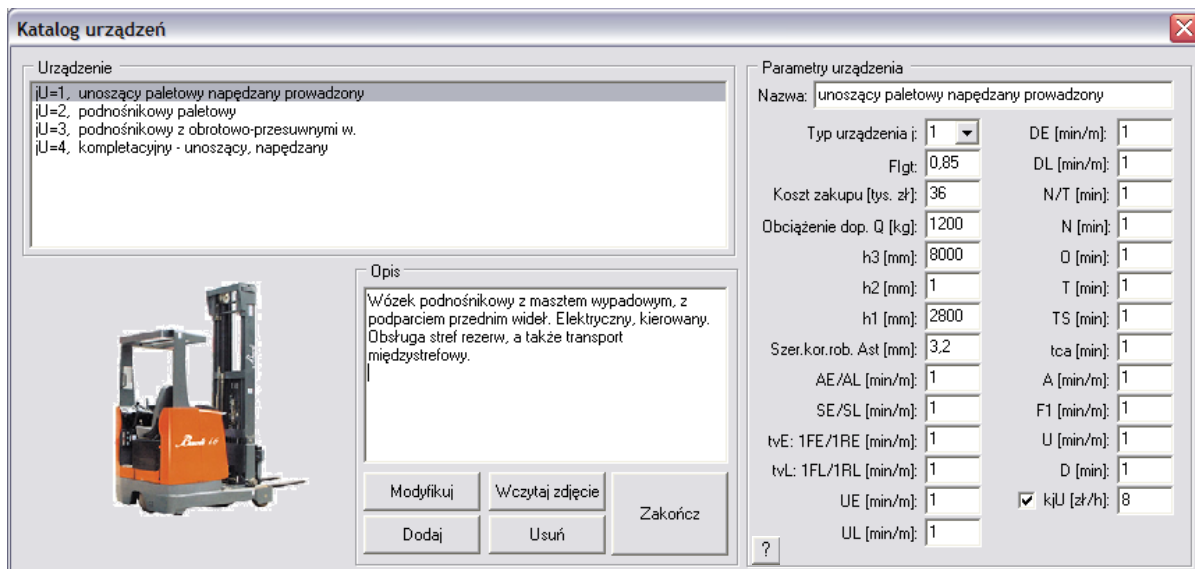 Katalog urządzeń
Urządzenie
jU=1, unoszący paletowy napędzany prowadzony
jU=2, podnośnikowy paletowy
jU=3, podnośnikowy z obrotowo-przesuwnymi w.
jU=4, kompletacyjny - unoszący, napędzany
Opis
Wózek podnośnikowy z masztem wypadowym, z
podparciem przednim wideł. Elektryczny, kierowany.
Obsługa stref rezerw, a także transport
międzystrefowy.
Modyfikuj
Wczytaj zdjęcie
Zakończ
Dodaj
Usuń
Parametry urządzenia
Nazwa: unoszący paletowy napędzany prowadzony
Typ urządzenia j: 1
Flgt: 0,85
Koszt zakupu [tys. zł]: 36
Obciążenie dop. Q [kg]: 1200
h3 [mm]: 8000
h2 [mm]: 1
h1 [mm]: 2800
Szer.kor.rob. Ast [mm]: 3,2
AE/AL [min/m]: 1
SE/SL [min/m]: 1
tvE: 1FE/1RE [min/m]: 1
tvL: 1FL/1RL [min/m]: 1
UE [min/m]: 1
UL [min/m]: 1
DE [min/m]: 1
DL [min/m]: 1
N/T [min]: 1
N [min]: 1
O [min]: 1
T [min]: 1
TS [min]: 1
tca [min]: 1
A [min]: 1
F1 [min]: 1
U [min]: 1
D [min]: 1
kjU [zł/h]: 8
?